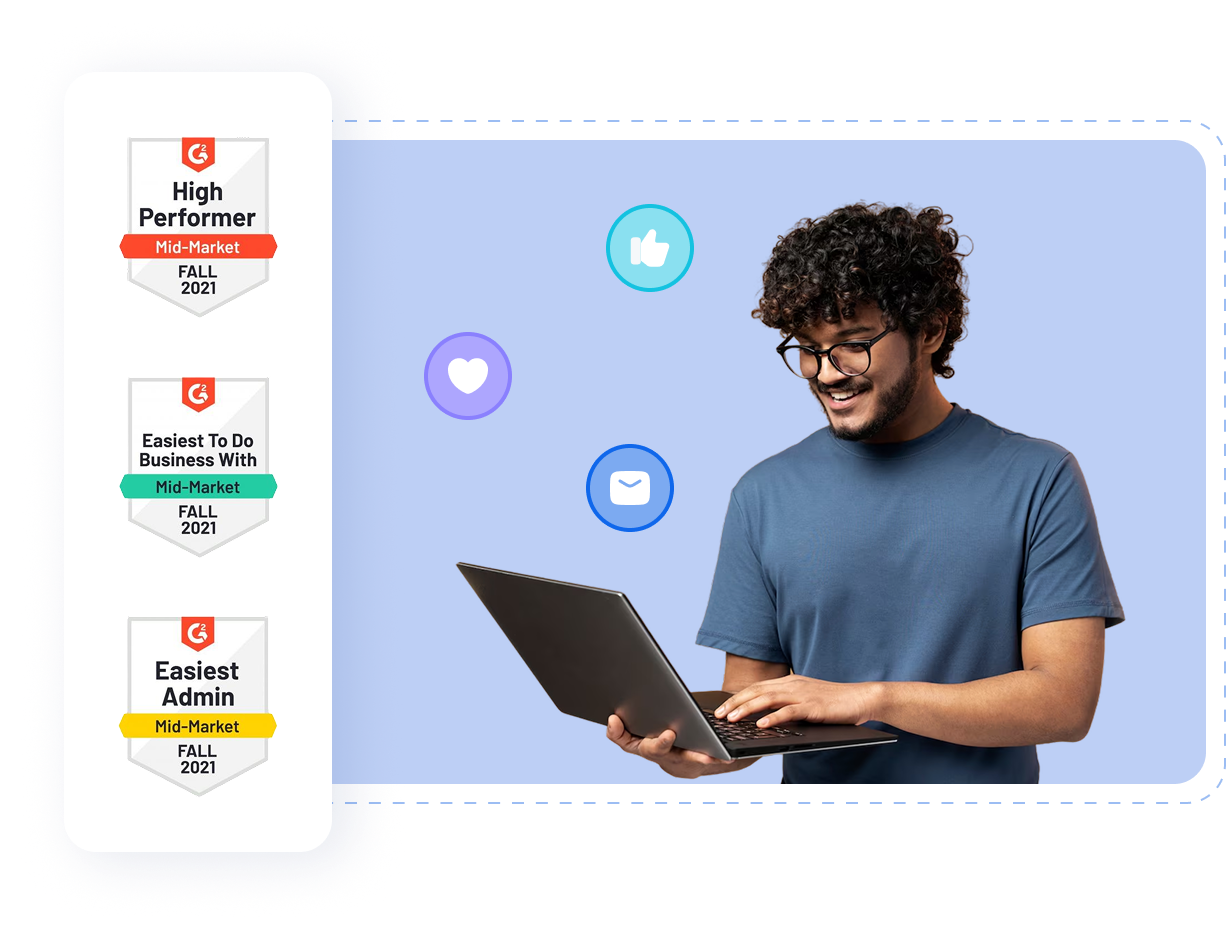 G2
High
Performer
Mid-Market
FALL
2021
G2
Easiest To Do
Business With
Mid-Market
FALL
2021
G2
Easiest
Admin
Mid-Market
FALL
2021